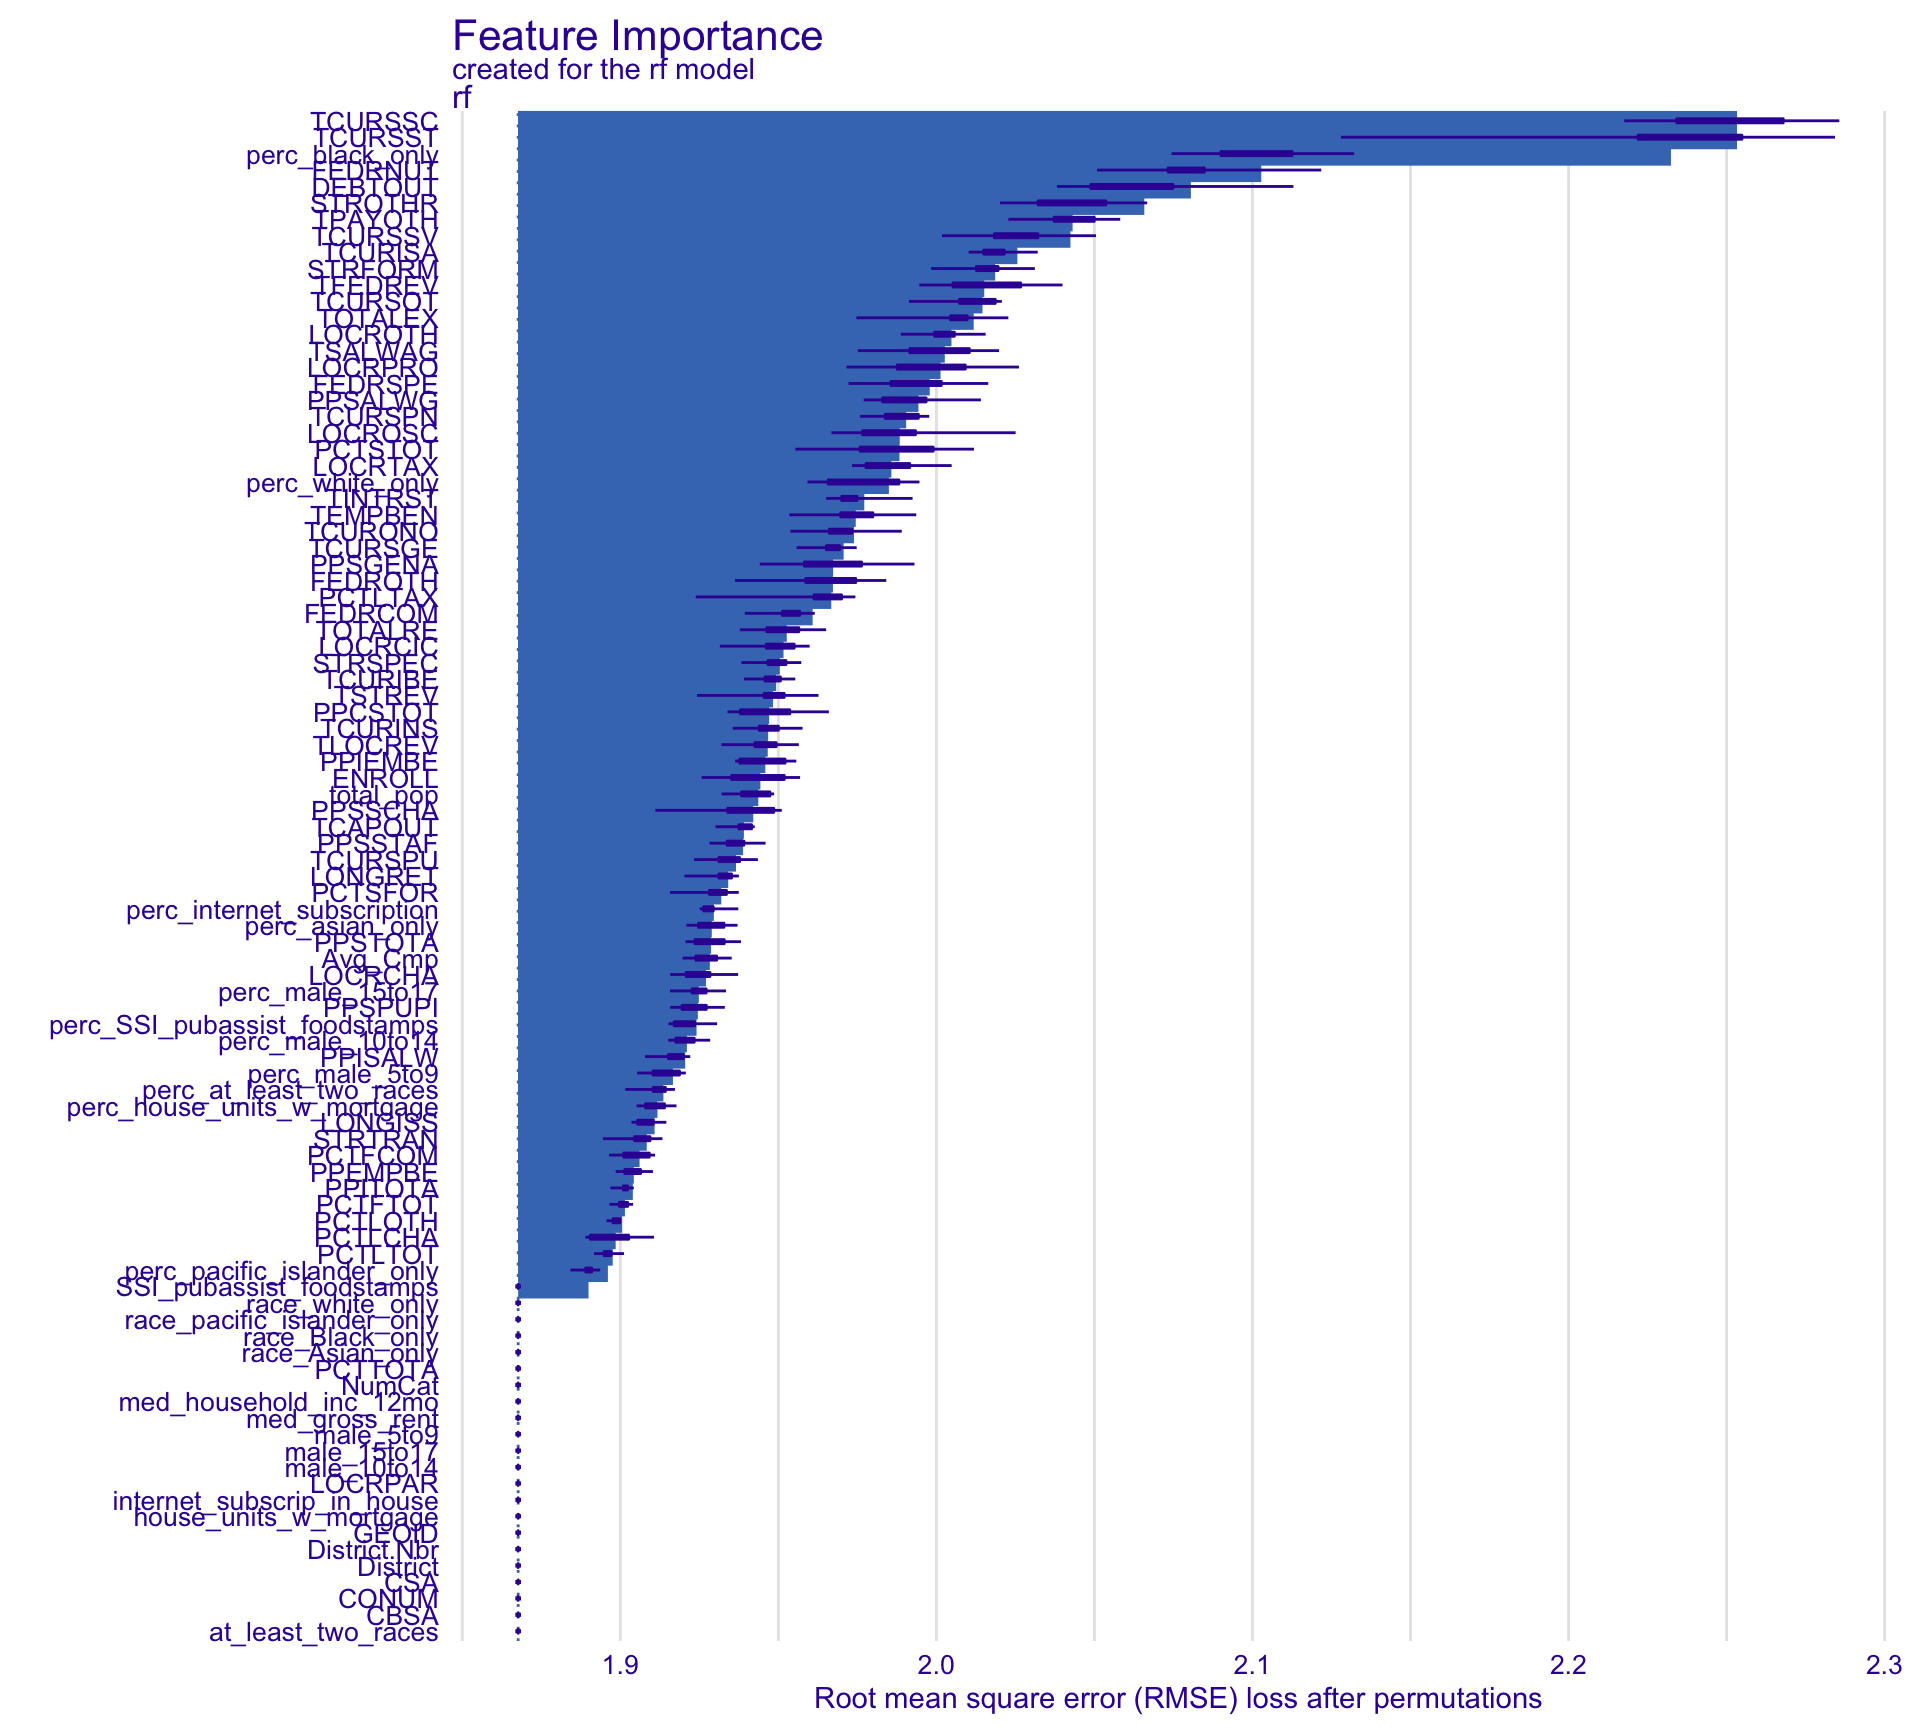 Feature Importance
created for the rf model
rf
TCURSSC
TCURSST
perc_black_only
FEDRNUT
DEBTOUT
STROTHR
TPAYOTH
TCURSSV
TCURISA
STRFORM
TFEDREV
TCURSOT
TOTALEX
LOCROTH
TSALWAG
LOCRPRO
FEDRSPE
PPSALWG
TCURSPN
LOCROSC
PCTSTOT
LOCRTAX
perc_white_only
TINTRST
TEMPBEN
TCURONO
TCURSGE
PPSGENA
FEDROTH
PCTLTAX
FEDRCOM
TOTALRE
LOCRCIC
STRSPEC
TCURIBE
TSTREV
PPCSTOT
TCURINS
TLOCREV
PPIEMBE
ENROLL
total_pop
PPSSCHA
TCAPOUT
PPSSTAF
TCURSPU
LONGRET
PCTSFOR
perc_internet_subscription
perc_asian_only
PPSTOTA
Avg_Cmp
LOCRCHA
perc_male_15to17
PPSPUPI
perc_SSI_pubassist_foodstamps
perc_male_10to14
PPISALW
perc_male_5to9
perc_at_least_two_races
perc_house_units_w_mortgage
LONGISS
STRTRAN
PCTFCOM
PPEMPBE
PPITOTA
PCTFTOT
PCTLOTH
PCTLCHA
PCTLTOT
perc_pacific_islander_only
SSI_pubassist_foodstamps
race_white_only
race_pacific_islander_only
race_Black_only
race_Asian_only
PCTTOTA
NumCat
med_household_inc_12mo
med_gross_rent
male_5to9
male_15to17
male_10to14
LOCRPAR
internet_subscrip_in_house
house_units_w_mortgage
GEOID
District.Nbr
District
CSA
CONUM
CBSA
at_least_two_races
1.9 2.0 2.1 2.2 2.3
Root mean square error (RMSE) loss after permutations